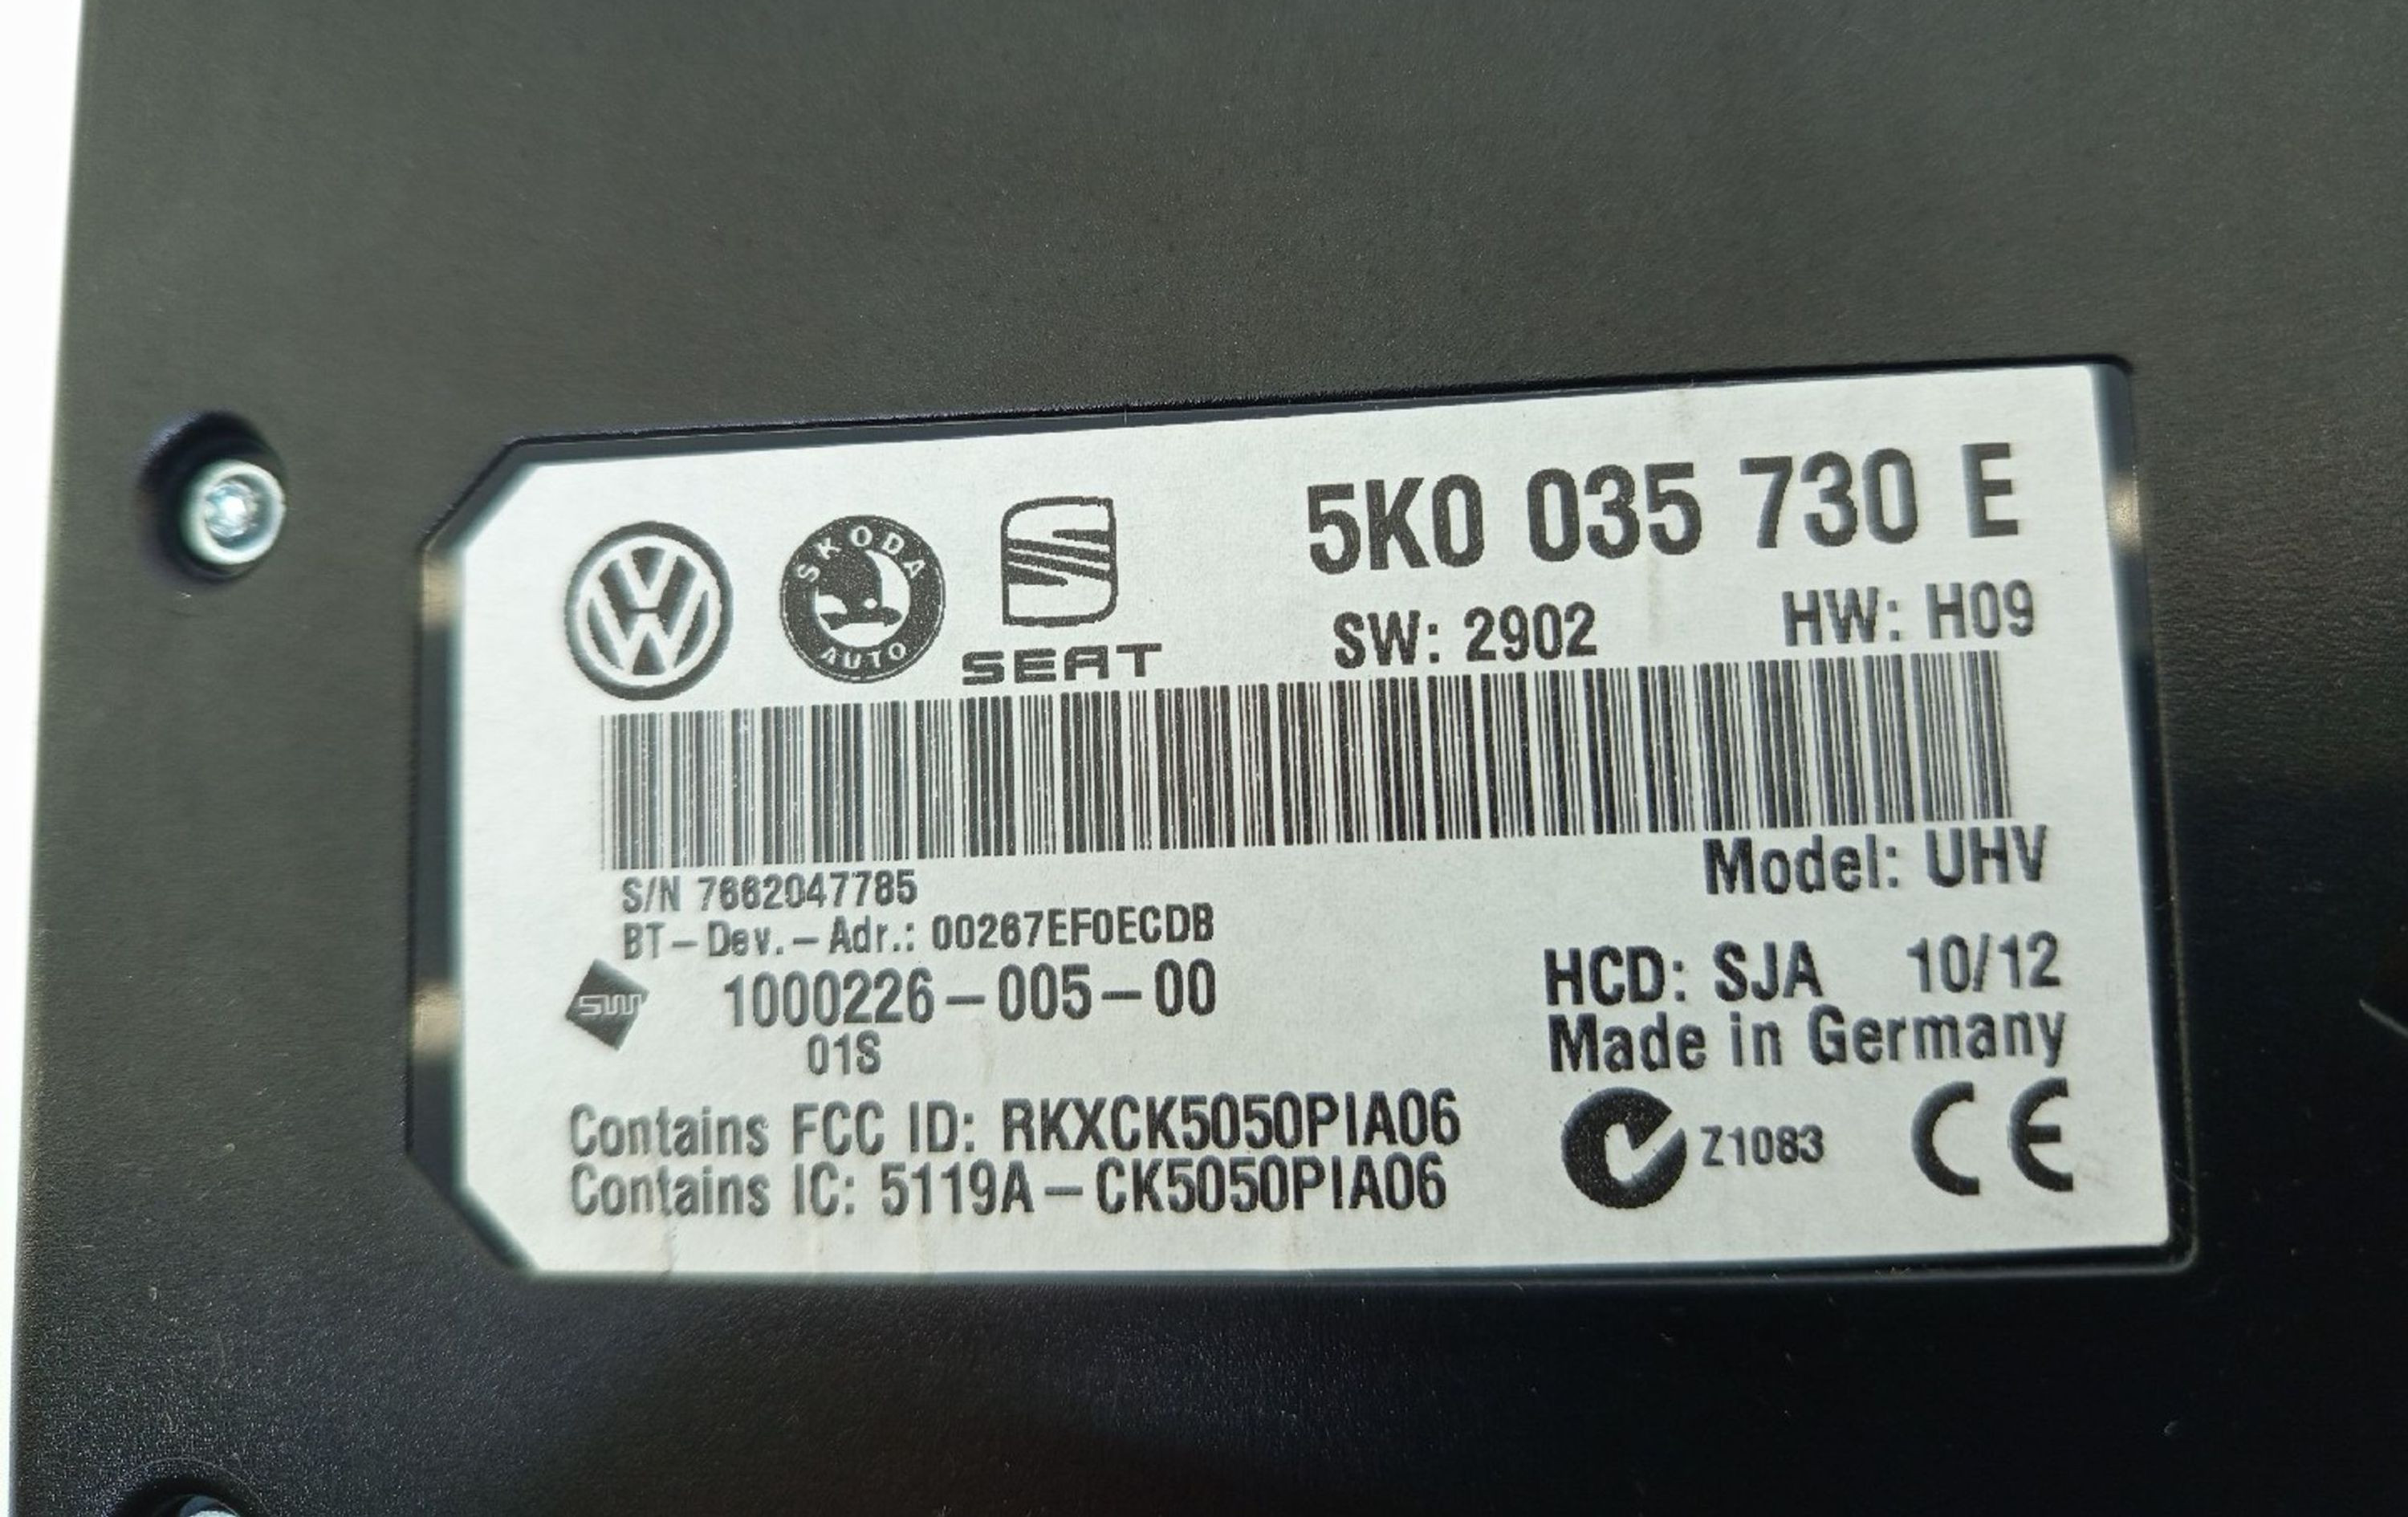 5K0 035 730 E
SKODA AUTO
SEAT
SW: 2902 HW: H09
Model: UHV
S/N 7662047785
BT-Dev.-Adr.: 00267EF0ECDB
SW 1000226-005-00
01S
HCD: SJA 10/12
Made in Germany
Contains FCC ID: RKXCK5050PIA06
Contains IC: 5119A-CK5050PIA06
Z1083 CE